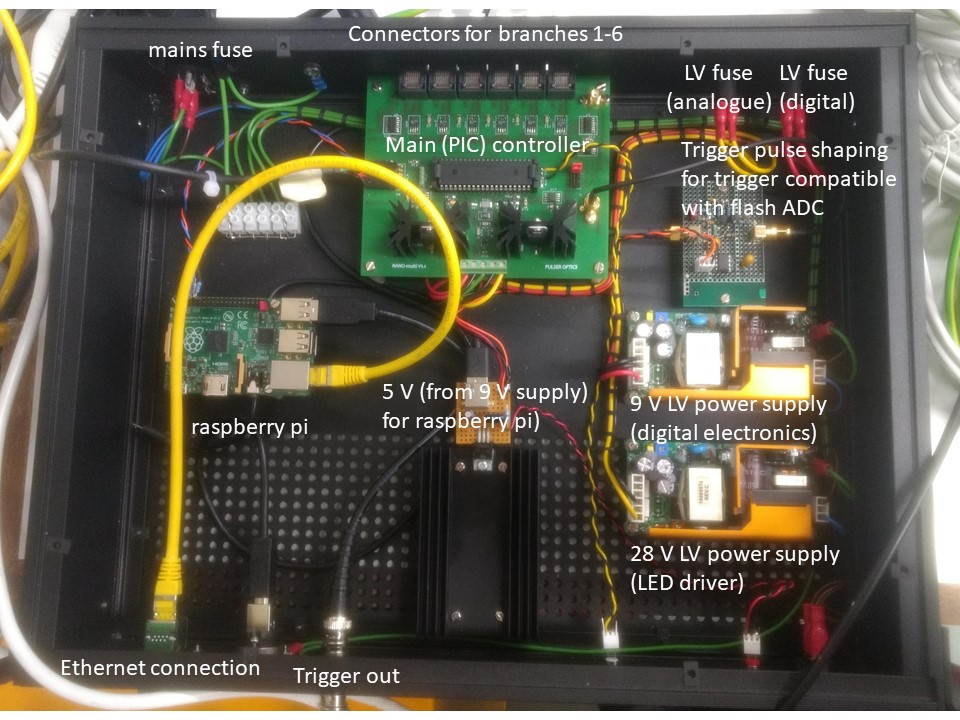 Connectors for branches 1-6
mains fuse
LV fuse
(analogue)
LV fuse
(digital)
Main (PIC) controller
Trigger pulse shaping
for trigger compatible
with flash ADC
PULSER OPTICS
5 V (from 9 V supply)
for raspberry pi)
raspberry pi
9 V LV power supply
(digital electronics)
28 V LV power supply
(LED driver)
Ethernet connection
Trigger out